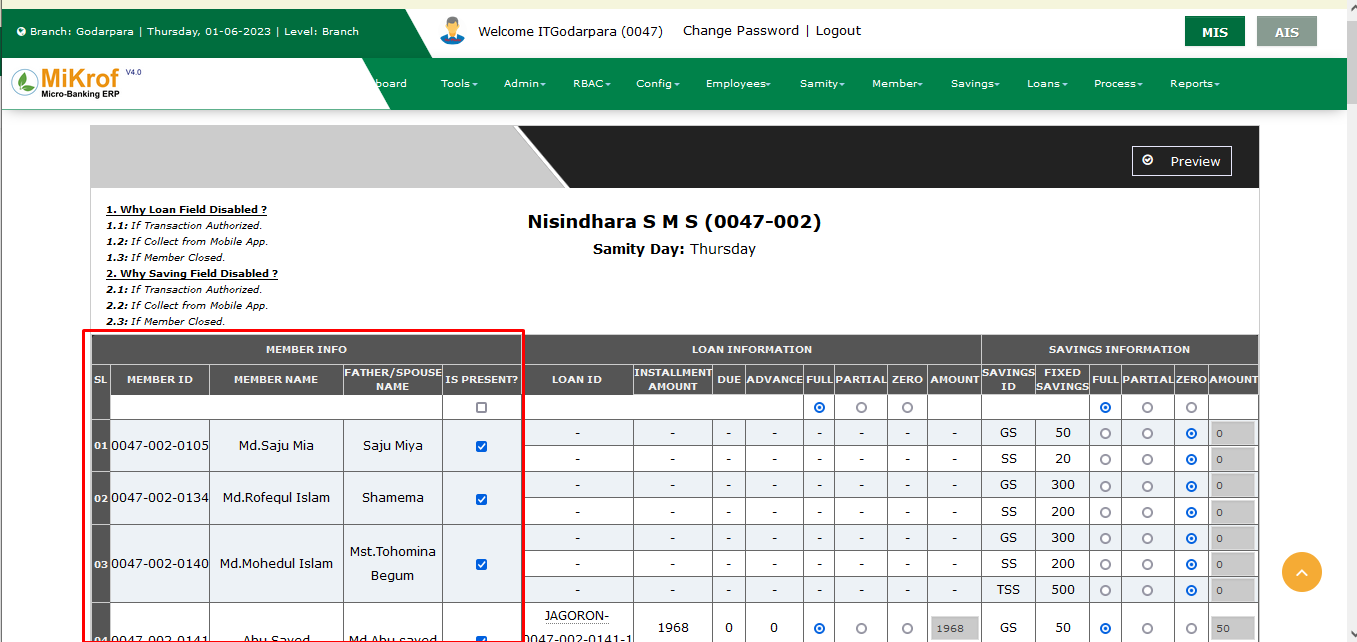 Branch: Godarpara | Thursday, 01-06-2023 | Level: Branch
Welcome ITGodarpara (0047) Change Password | Logout
MIS AIS
MiKrof V4.0
Micro-Banking ERP
board Tools Admin RBAC Config Employees Samity Member Savings Loans Process Reports
Preview
1. Why Loan Field Disabled ?
1.1: If Transaction Authorized.
1.2: If Collect from Mobile App.
1.3: If Member Closed.
2. Why Saving Field Disabled ?
2.1: If Transaction Authorized.
2.2: If Collect from Mobile App.
2.3: If Member Closed.
Nisindhara S M S (0047-002)
Samity Day: Thursday
MEMBER INFO LOAN INFORMATION SAVINGS INFORMATION
SL MEMBER ID MEMBER NAME FATHER/SPOUSE NAME IS PRESENT? LOAN ID INSTALLMENT AMOUNT DUE ADVANCE FULL PARTIAL ZERO AMOUNT SAVINGS ID FIXED SAVINGS FULL PARTIAL ZERO AMOUNT
01 0047-002-0105 Md.Saju Mia Saju Miya - - - - - - - - GS 50 0
- - - - - - - - SS 20 0
02 0047-002-0134 Md.Rofequl Islam Shamema - - - - - - - - GS 300 0
- - - - - - - - SS 200 0
03 0047-002-0140 Md.Mohedul Islam Mst.Tohomina Begum - - - - - - - - GS 300 0
- - - - - - - - SS 200 0
- - - - - - - - TSS 500 0
04 0047-002-0141 Abu Sayed Md.Abu sayed JAGORON-
0047-002-0141-1 1968 0 0 1968 GS 50 50